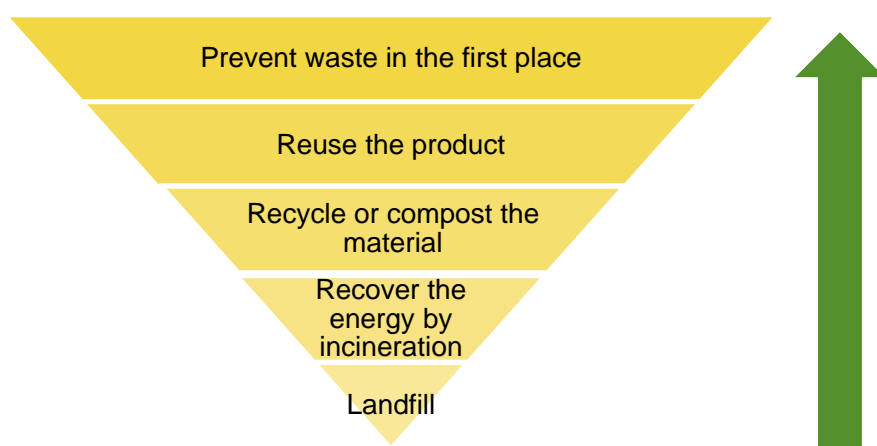 Prevent waste in the first place
Reuse the product
Recycle or compost the
material
Recover the
energy by
incineration
Landfill